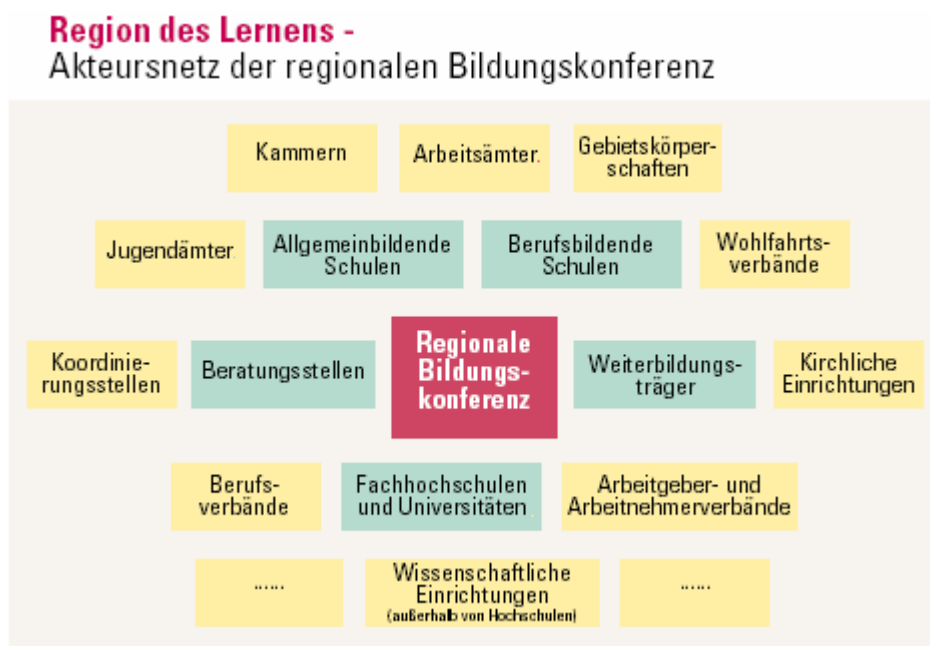 Region des Lernens -
Akteursnetz der regionalen Bildungskonferenz
Kammern
Arbeitsämter.
Gebietskörper-
schaften
Jugendämter
Allgemeinbildende
Schulen
Berufsbildende
Schulen
Wohlfahrts-
verbände
Koordinie-
rungsstellen
Beratungsstellen
Regionale
Bildungs-
konferenz
Weiterbildungs-
träger
Kirchliche
Einrichtungen
Berufs-
verbände
Fachhochschulen
und Universitäten
Arbeitgeber- und
Arbeitnehmerverbände
......
Wissenschaftliche
Einrichtungen
(außerhalb von Hochschulen)
......